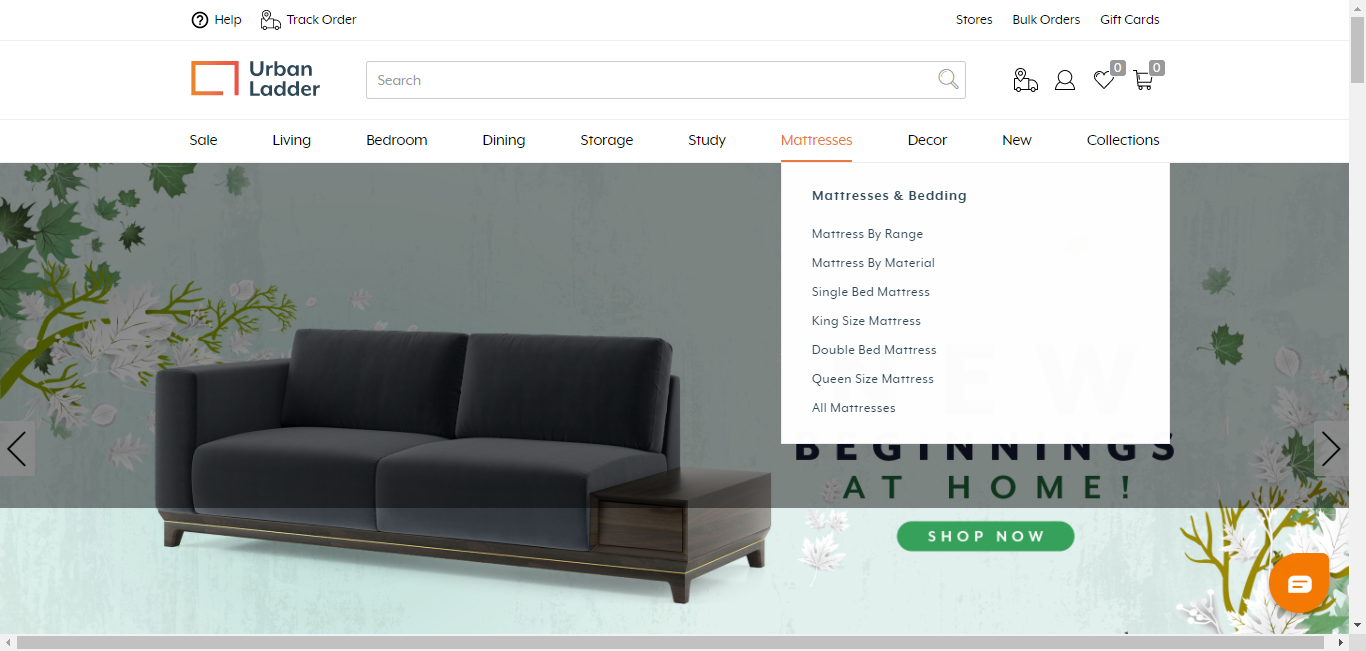 Help Track Order Stores Bulk Orders Gift Cards
Urban
Ladder
Search
0 0
Sale Living Bedroom Dining Storage Study Mattresses Decor New Collections
Mattresses & Bedding
Mattress By Range
Mattress By Material
Single Bed Mattress
King Size Mattress
Double Bed Mattress
Queen Size Mattress
All Mattresses
BEGINNINGS
AT HOME!
SHOP NOW